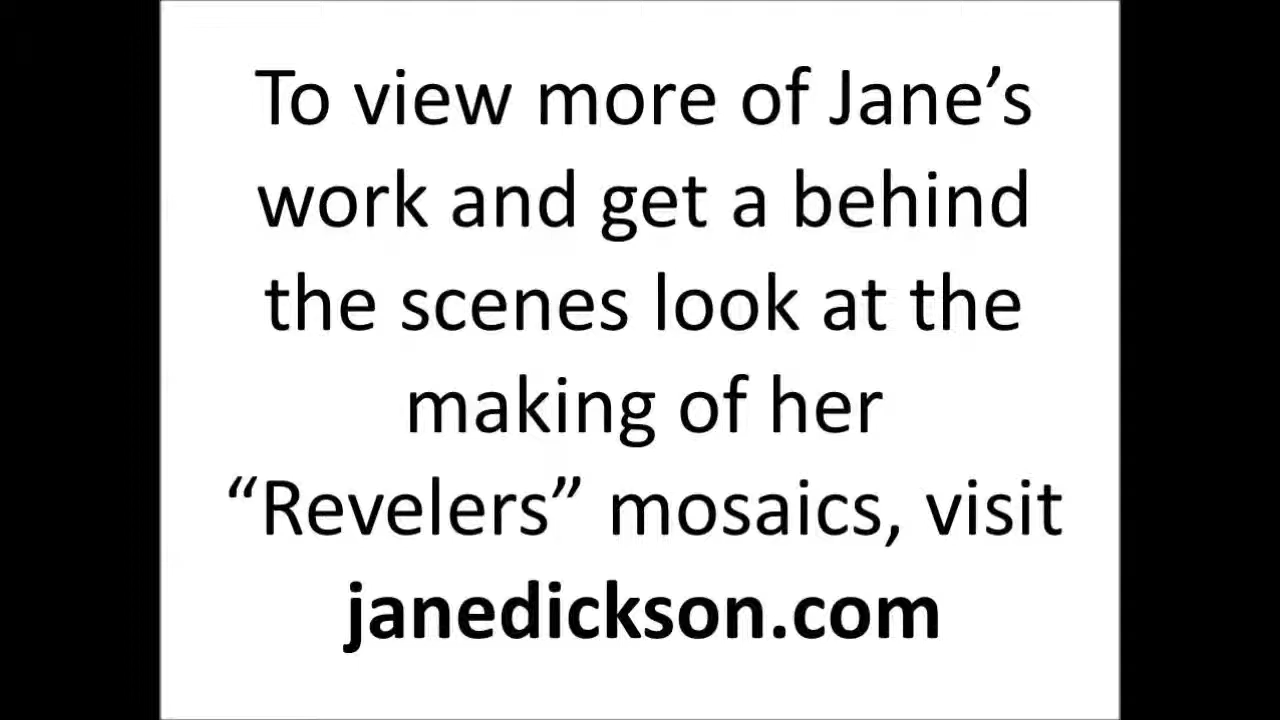 To view more of Jane’s
work and get a behind
the scenes look at the
making of her
“Revelers” mosaics, visit
janedickson.com